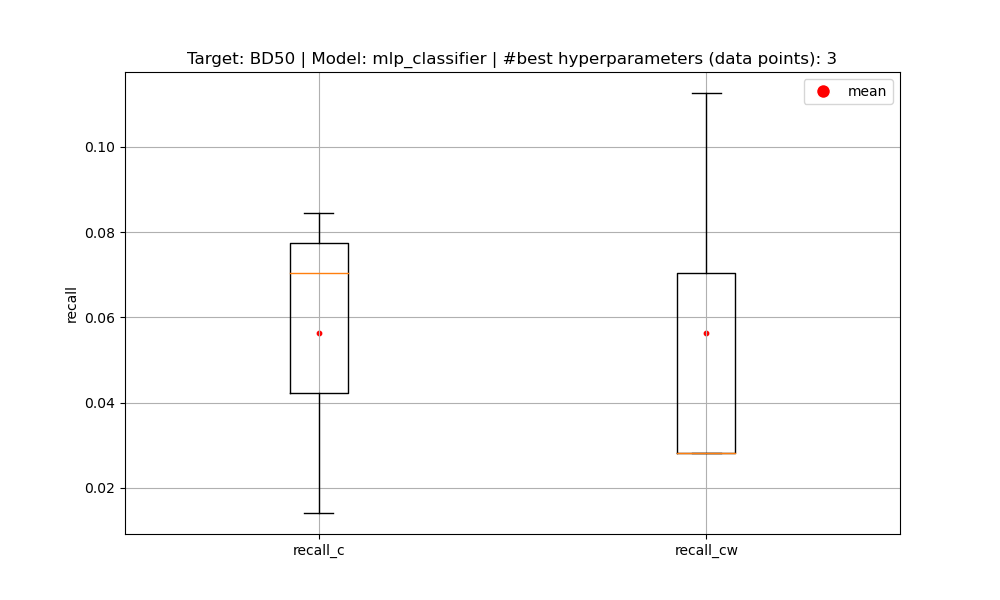 Target: BD50 | Model: mlp_classifier | #best hyperparameters (data points): 3
mean
0.10
0.08
0.06
0.04
0.02
recall
recall_c
recall_cw